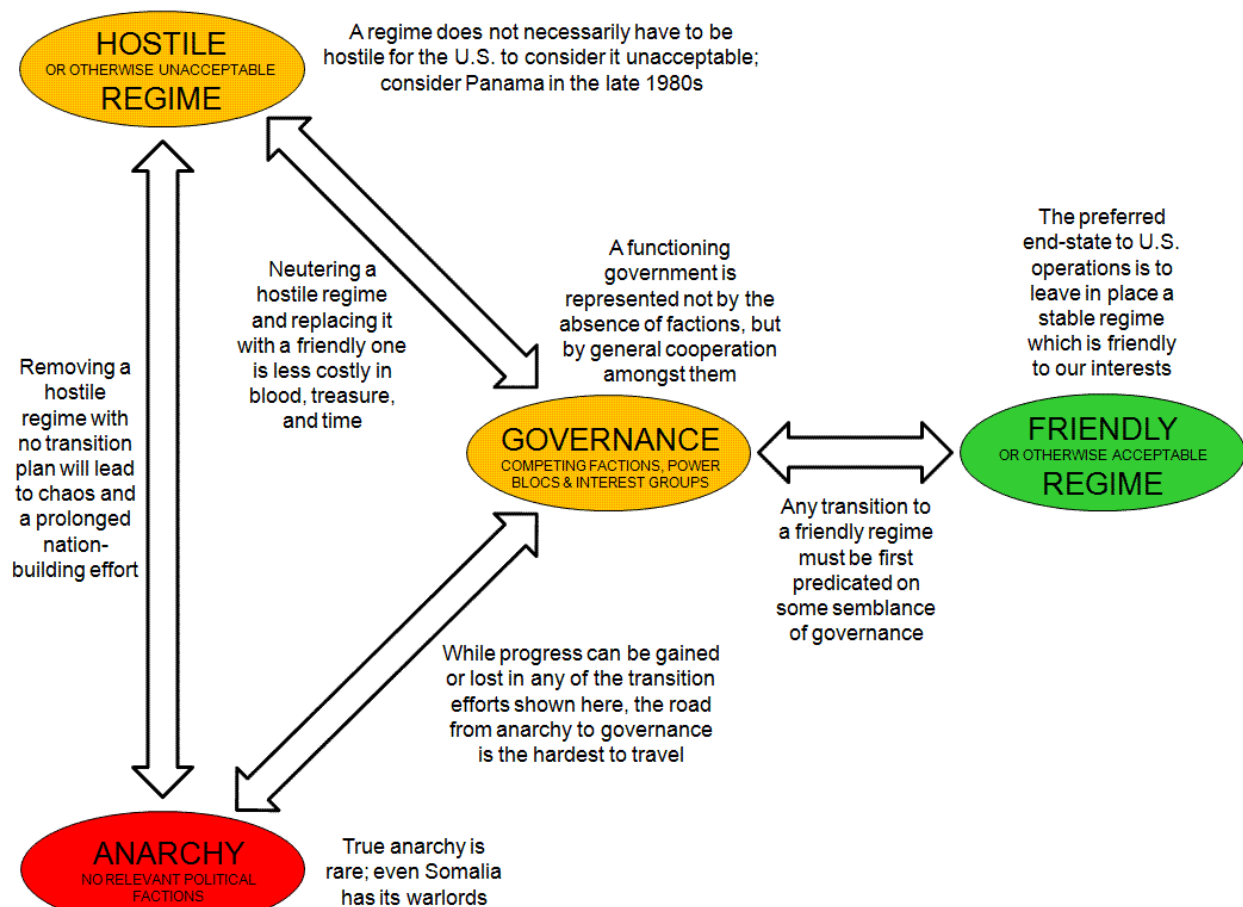 HOSTILE
OR OTHERWISE UNACCEPTABLE
REGIME
A regime does not necessarily have to be
hostile for the U.S. to consider it unacceptable;
consider Panama in the late 1980s
Neutering a
hostile regime
and replacing it
with a friendly one
is less costly in
blood, treasure,
and time
A functioning
government is
represented not by the
absence of factions, but
by general cooperation
amongst them
The preferred
end-state to U.S.
operations is to
leave in place a
stable regime
which is friendly
to our interests
Removing a
hostile
regime with
no transition
plan will lead
to chaos and
a prolonged
nation-
building effort
GOVERNANCE
COMPETING FACTIONS, POWER
BLOCS & INTEREST GROUPS
FRIENDLY
OR OTHERWISE ACCEPTABLE
REGIME
Any transition to
a friendly regime
must be first
predicated on
some semblance
of governance
While progress can be gained
or lost in any of the transition
efforts shown here, the road
from anarchy to governance
is the hardest to travel
ANARCHY
NO RELEVANT POLITICAL
FACTIONS
True anarchy is
rare; even Somalia
has its warlords